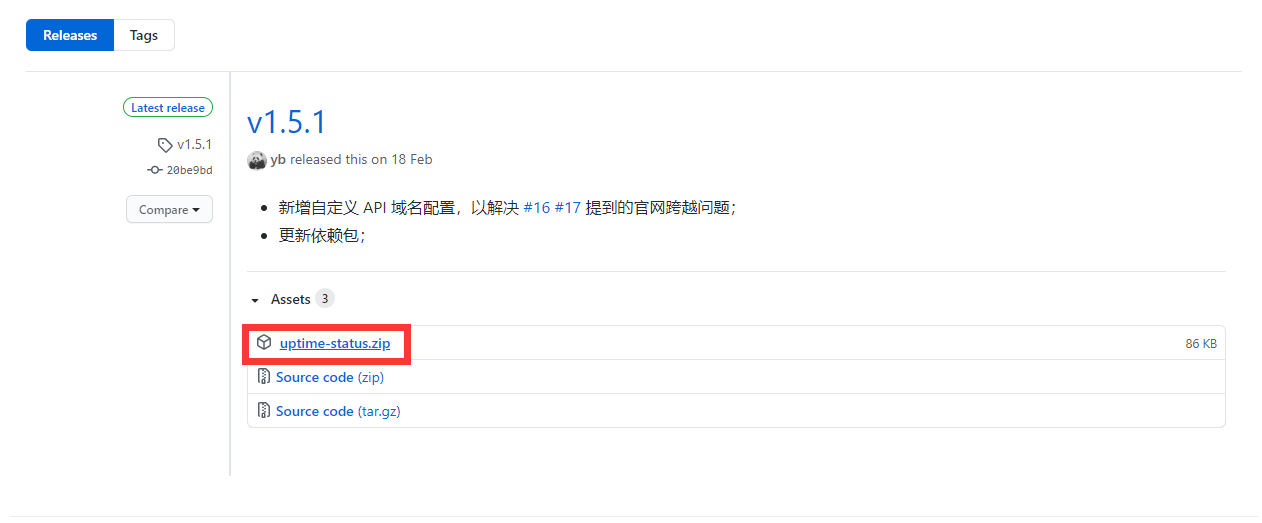 Releases Tags
Latest release
v1.5.1
20be9bd
Compare
v1.5.1
yb released this on 18 Feb
新增自定义 API 域名配置，以解决 #16 #17 提到的官网跨越问题；
更新依赖包；
Assets 3
uptime-status.zip 86 KB
Source code (zip)
Source code (tar.gz)